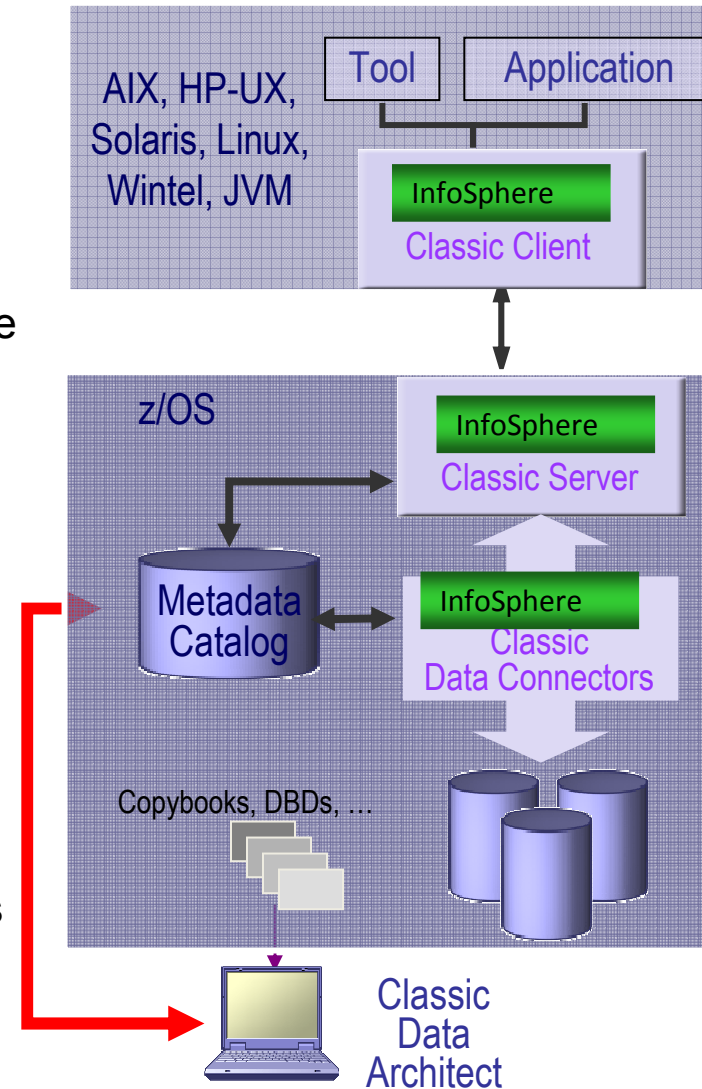 Tool
Application
AIX, HP-UX,
Solaris, Linux,
Wintel, JVM
InfoSphere
Classic Client
e
z/OS
InfoSphere
Classic Server
Metadata
Catalog
InfoSphere
Classic
Data Connectors
Copybooks, DBDs, …
s
Classic
Data
Architect